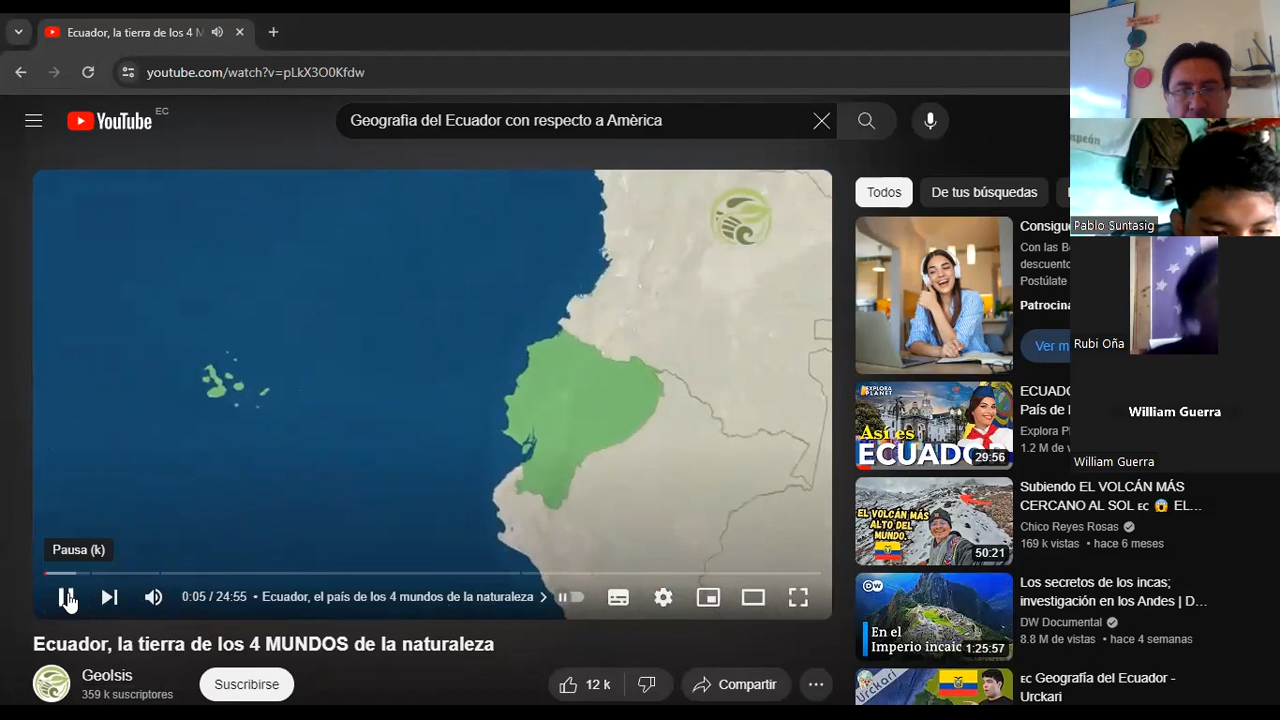 Ecuador, la tierra de los 4 M
youtube.com/watch?v=pLkX3O0Kfdw
YouTube EC
Geografia del Ecuador con respecto a Amèrica
Pausa (k)
0:05 / 24:55 • Ecuador, el país de los 4 mundos de la naturaleza
Ecuador, la tierra de los 4 MUNDOS de la naturaleza
Geolsis
359 k suscriptores
Suscribirse
12 k
Compartir
Todos
De tus búsquedas
Consigu
Con las B
descuento
Postúlate
Patrocina
Ver m
EXPLORA PLANET
Así es
ECUADOR
29:56
ECUADO
País de l
Explora Pl
1.2 M de v
EL VOLCÁN MÁS
ALTO DEL
MUNDO.
50:21
Subiendo EL VOLCÁN MÁS
CERCANO AL SOL EC 😱 EL...
Chico Reyes Rosas
169 k vistas • hace 6 meses
DW
En el
Imperio incaic
1:25:57
Los secretos de los incas;
investigación en los Andes | D...
DW Documental
8.8 M de vistas • hace 4 semanas
Urckari
EC Geografía del Ecuador -
Urckari
Pablo Suntasig
Rubi Oña
William Guerra
William Guerra